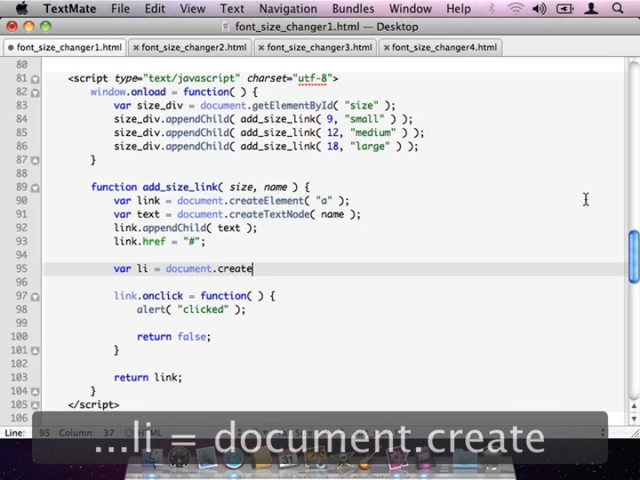 TextMate File Edit View Text Navigation Bundles Window Help
font_size_changer1.html — Desktop
font_size_changer1.html font_size_changer2.html font_size_changer3.html font_size_changer4.html
80
81 <script type="text/javascript" charset="utf-8">
82 window.onload = function( ) {
83 var size_div = document.getElementById( "size" );
84 size_div.appendChild( add_size_link( 9, "small" ) );
85 size_div.appendChild( add_size_link( 12, "medium" ) );
86 size_div.appendChild( add_size_link( 18, "large" ) );
87 }
88
89 function add_size_link( size, name ) {
90 var link = document.createElement( "a" );
91 var text = document.createTextNode( name );
92 link.appendChild( text );
93 link.href = "#";
94
95 var li = document.create
96
97 link.onclick = function( ) {
98 alert( "clicked" );
99
100 return false;
101 }
102
103 return link;
104 }
105 </script>
106
Line: 95 Column: 37
...li = document.create